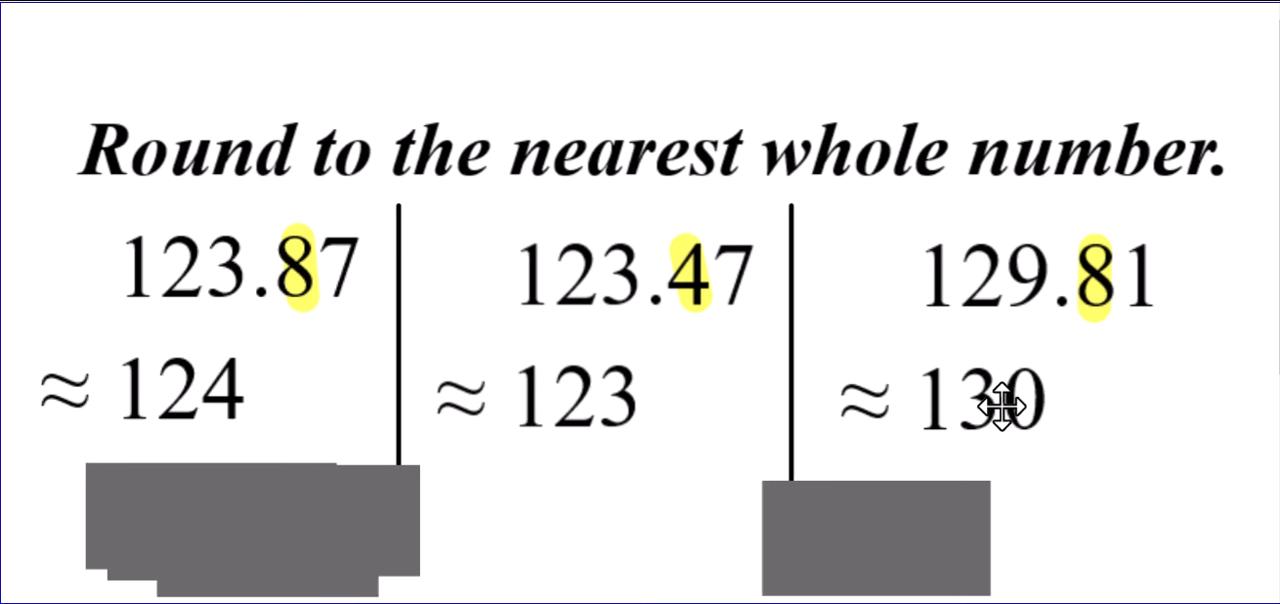 Round to the nearest whole number.
123.87 123.47 129.81
≈ 124 ≈ 123 ≈ 130